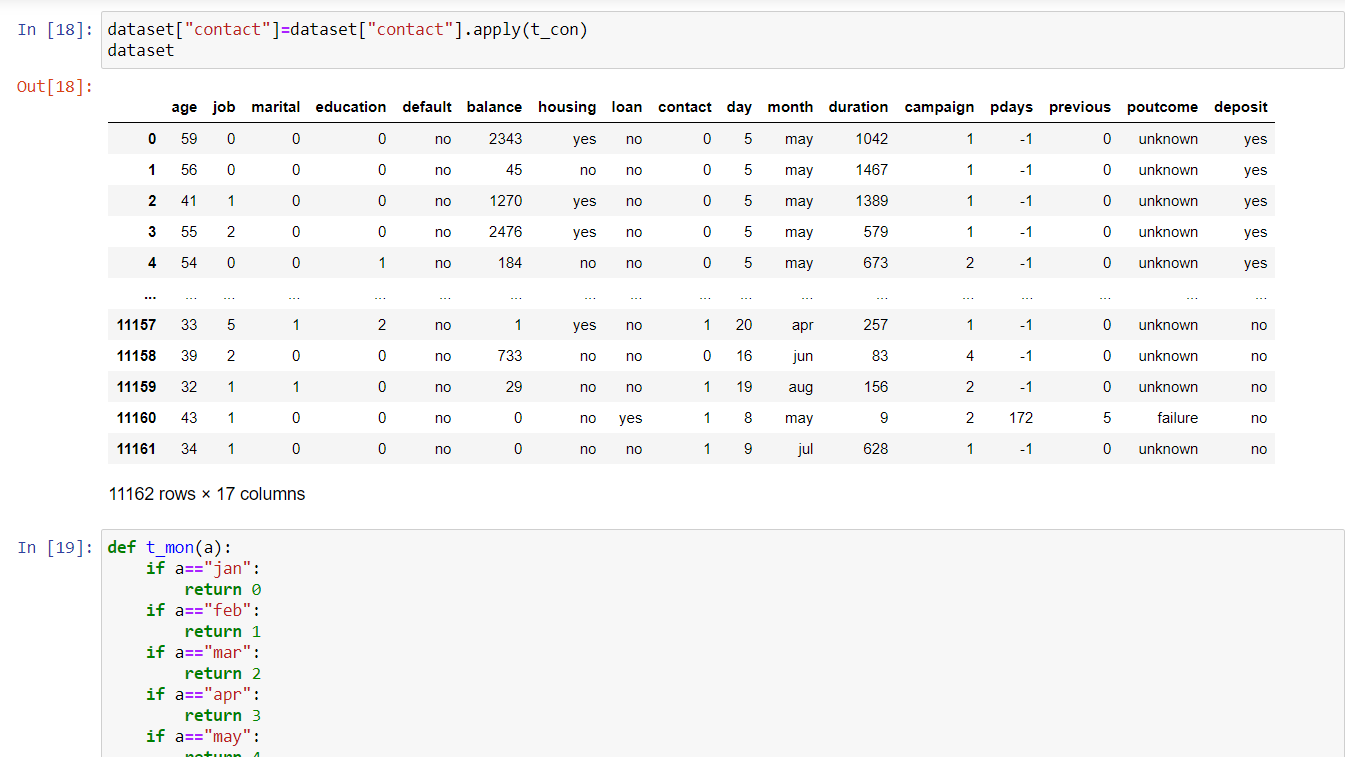 In [18]: dataset["contact"]=dataset["contact"].apply(t_con)
dataset
Out[18]:
age job marital education default balance housing loan contact day month duration campaign pdays previous poutcome deposit
0 59 0 0 0 no 2343 yes no 0 5 may 1042 1 -1 0 unknown yes
1 56 0 0 0 no 45 no no 0 5 may 1467 1 -1 0 unknown yes
2 41 1 0 0 no 1270 yes no 0 5 may 1389 1 -1 0 unknown yes
3 55 2 0 0 no 2476 yes no 0 5 may 579 1 -1 0 unknown yes
4 54 0 0 1 no 184 no no 0 5 may 673 2 -1 0 unknown yes
... ... ... ... ... ... ... ... ... ... ... ... ... ... ... ... ... ...
11157 33 5 1 2 no 1 yes no 1 20 apr 257 1 -1 0 unknown no
11158 39 2 0 0 no 733 no no 0 16 jun 83 4 -1 0 unknown no
11159 32 1 1 0 no 29 no no 1 19 aug 156 2 -1 0 unknown no
11160 43 1 0 0 no 0 no yes 1 8 may 9 2 172 5 failure no
11161 34 1 0 0 no 0 no no 1 9 jul 628 1 -1 0 unknown no
11162 rows × 17 columns
In [19]: def t_mon(a):
if a=="jan":
return 0
if a=="feb":
return 1
if a=="mar":
return 2
if a=="apr":
return 3
if a=="may":
return 4